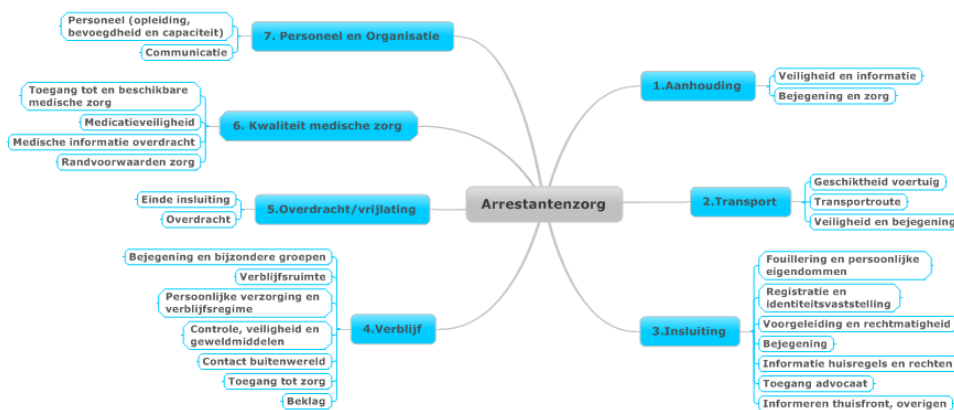 Arrestantenzorg
1.Aanhouding
Veiligheid en informatie
Bejegening en zorg
2.Transport
Geschiktheid voertuig
Transportroute
Veiligheid en bejegening
3.Insluiting
Fouillering en persoonlijke
eigendommen
Registratie en
identiteitsvaststelling
Voorgeleiding en rechtmatigheid
Bejegening
Informatie huisregels en rechten
Toegang advocaat
Informeren thuisfront, overigen
4.Verblijf
Bejegening en bijzondere groepen
Verblijfsruimte
Persoonlijke verzorging en
verblijfsregime
Controle, veiligheid en
geweldmiddelen
Contact buitenwereld
Toegang tot zorg
Beklag
5.Overdracht/vrijlating
Einde insluiting
Overdracht
6. Kwaliteit medische zorg
Toegang tot en beschikbare
medische zorg
Medicatieveiligheid
Medische informatie overdracht
Randvoorwaarden zorg
7. Personeel en Organisatie
Personeel (opleiding,
bevoegdheid en capaciteit)
Communicatie